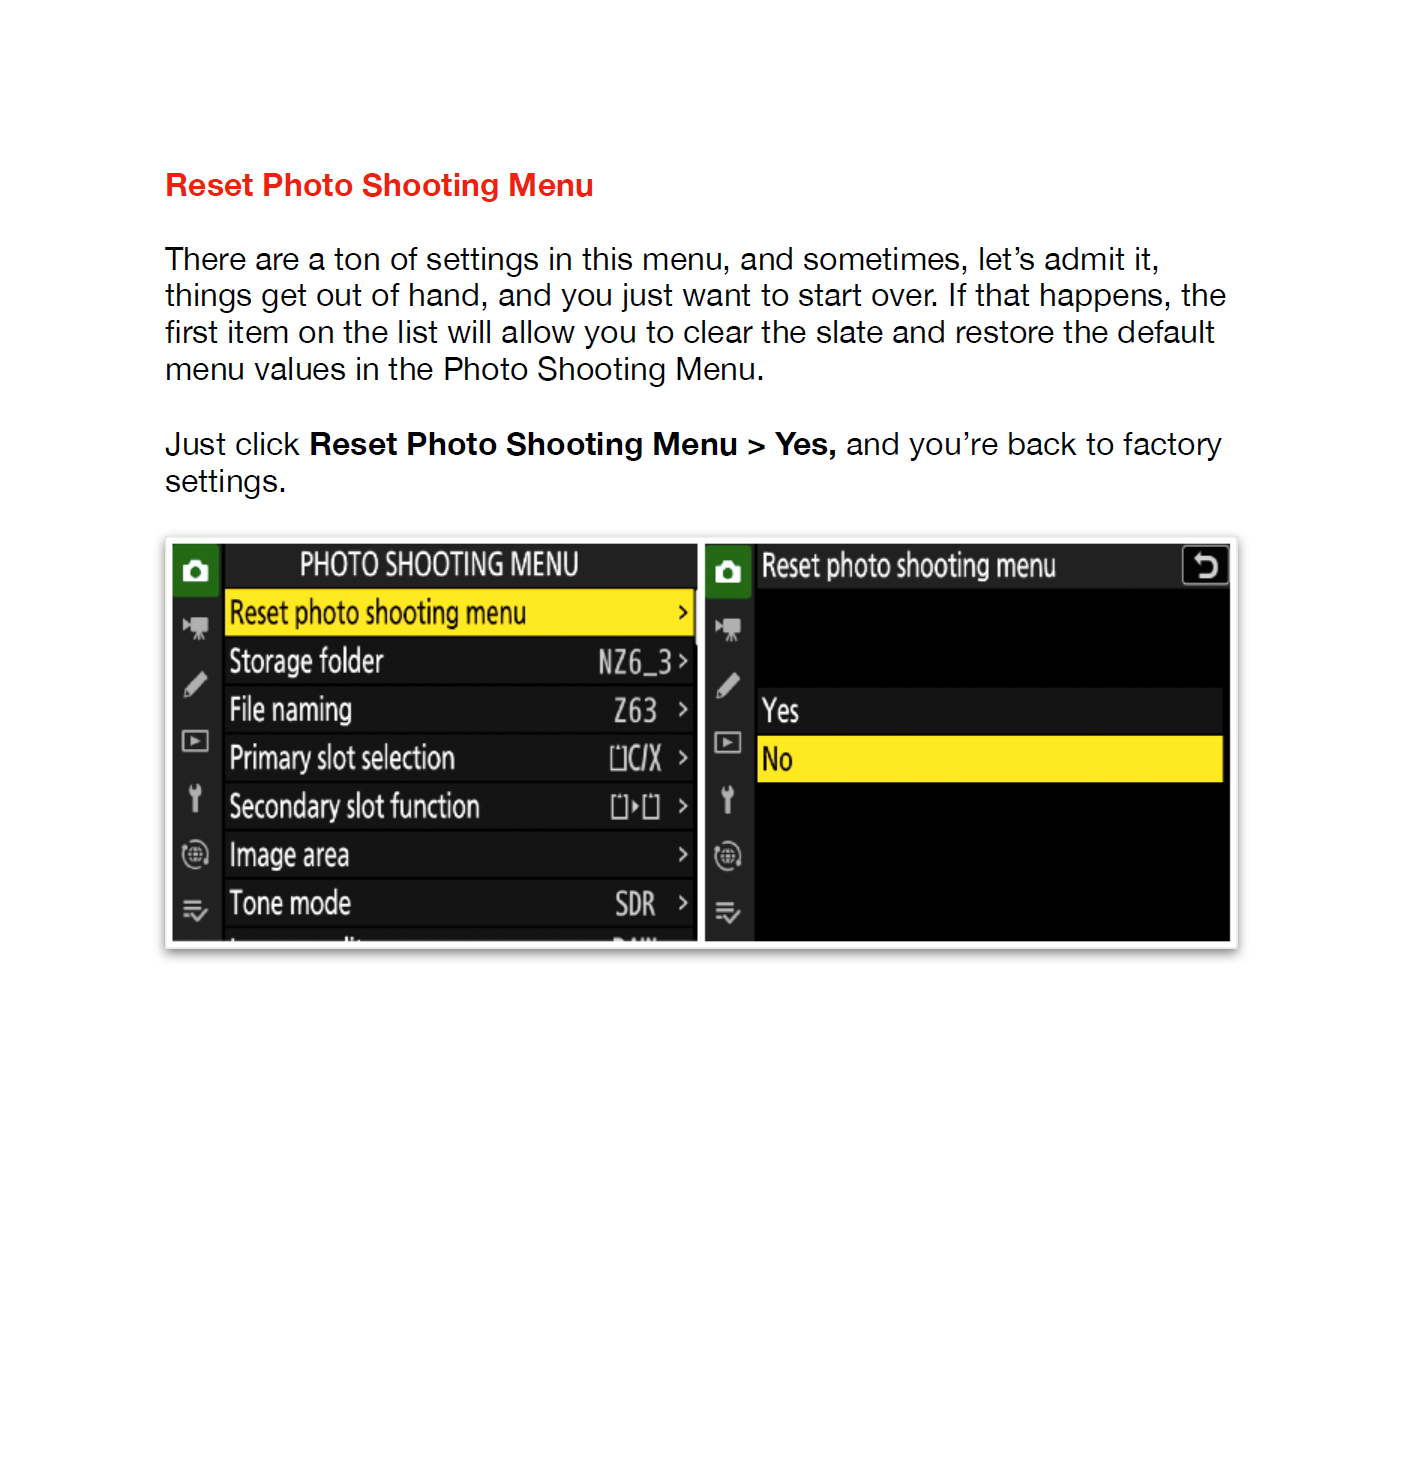 Reset Photo Shooting Menu
There are a ton of settings in this menu, and sometimes, let’s admit it,
things get out of hand, and you just want to start over. If that happens, the
first item on the list will allow you to clear the slate and restore the default
menu values in the Photo Shooting Menu.
Just click Reset Photo Shooting Menu > Yes, and you’re back to factory
settings.
PHOTO SHOOTING MENU
Reset photo shooting menu >
Storage folder NZ6_3 >
File naming Z63 >
Primary slot selection C/X >
Secondary slot function >
Image area >
Tone mode SDR >
Reset photo shooting menu
Yes
No